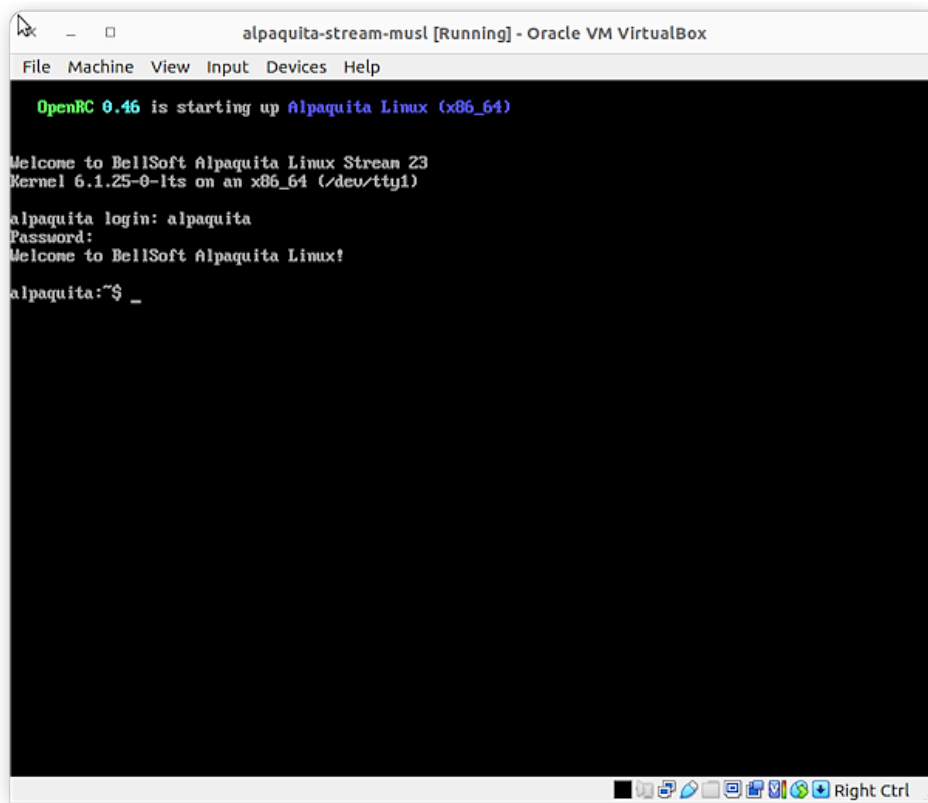 alpaquita-stream-musl [Running] - Oracle VM VirtualBox
File Machine View Input Devices Help
OpenRC 0.46 is starting up Alpaquita Linux (x86_64)
Welcome to BellSoft Alpaquita Linux Stream 23
Kernel 6.1.25-0-lts on an x86_64 (/dev/tty1)
alpaquita login: alpaquita
Password:
Welcome to BellSoft Alpaquita Linux!
alpaquita:~$ _
Right Ctrl